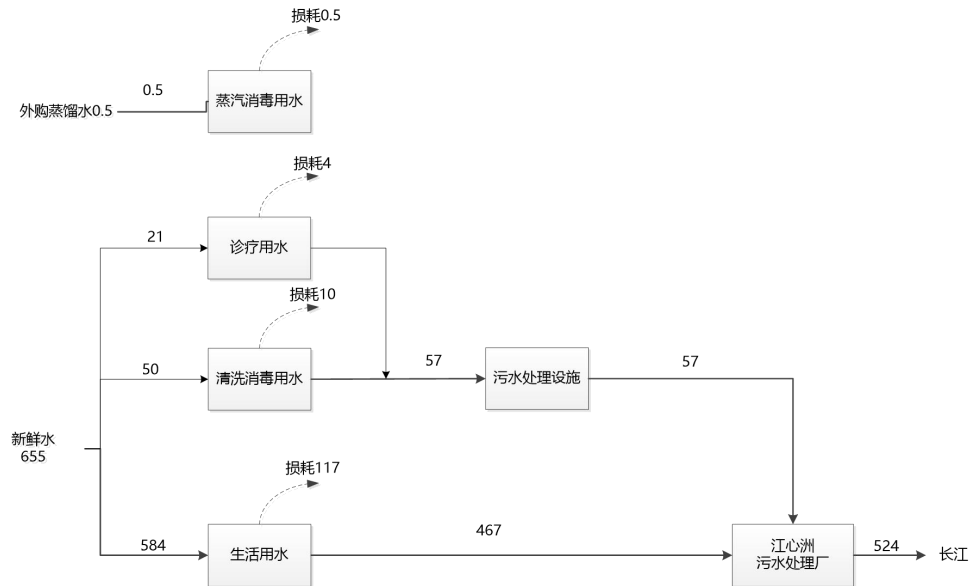 损耗0.5
0.5
外购蒸馏水0.5
蒸汽消毒用水
损耗4
21
诊疗用水
损耗10
50
清洗消毒用水
57
污水处理设施
57
新鲜水
655
损耗117
584
生活用水
467
江心洲
污水处理厂
524
长江